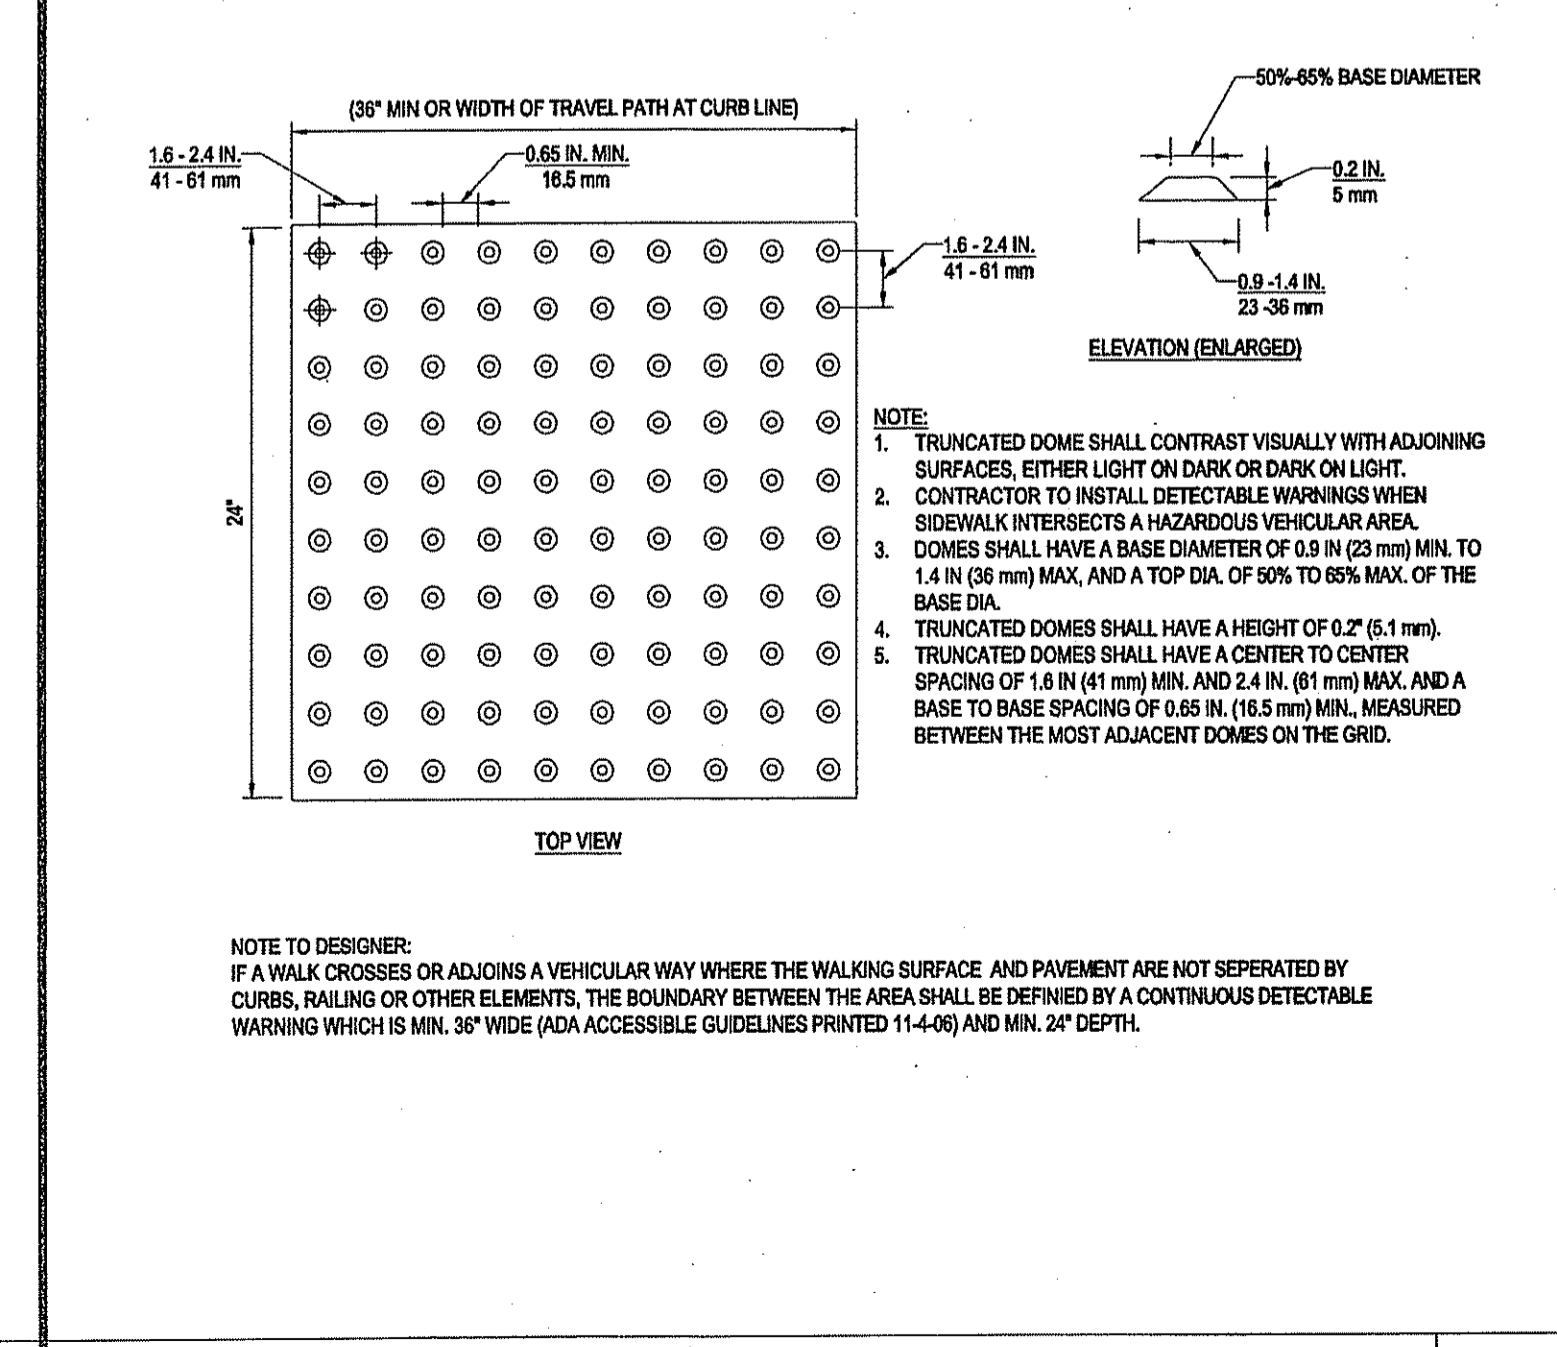 50%-65% BASE DIAMETER
(36" MIN OR WIDTH OF TRAVEL PATH AT CURB LINE)
1.6 - 2.4 IN.
41 - 61 mm
0.65 IN. MIN.
16.5 mm
0.2 IN.
5 mm
1.6 - 2.4 IN.
41 - 61 mm
0.9 -1.4 IN.
23 -36 mm
ELEVATION (ENLARGED)
24"
NOTE:
1. TRUNCATED DOME SHALL CONTRAST VISUALLY WITH ADJOINING
SURFACES, EITHER LIGHT ON DARK OR DARK ON LIGHT.
2. CONTRACTOR TO INSTALL DETECTABLE WARNINGS WHEN
SIDEWALK INTERSECTS A HAZARDOUS VEHICULAR AREA.
3. DOMES SHALL HAVE A BASE DIAMETER OF 0.9 IN (23 mm) MIN. TO
1.4 IN (36 mm) MAX, AND A TOP DIA. OF 50% TO 65% MAX. OF THE
BASE DIA.
4. TRUNCATED DOMES SHALL HAVE A HEIGHT OF 0.2" (5.1 mm).
5. TRUNCATED DOMES SHALL HAVE A CENTER TO CENTER
SPACING OF 1.6 IN (41 mm) MIN. AND 2.4 IN. (61 mm) MAX. AND A
BASE TO BASE SPACING OF 0.65 IN. (16.5 mm) MIN., MEASURED
BETWEEN THE MOST ADJACENT DOMES ON THE GRID.
TOP VIEW
NOTE TO DESIGNER:
IF A WALK CROSSES OR ADJOINS A VEHICULAR WAY WHERE THE WALKING SURFACE AND PAVEMENT ARE NOT SEPERATED BY
CURBS, RAILING OR OTHER ELEMENTS, THE BOUNDARY BETWEEN THE AREA SHALL BE DEFINIED BY A CONTINUOUS DETECTABLE
WARNING WHICH IS MIN. 36" WIDE (ADA ACCESSIBLE GUIDELINES PRINTED 11-4-06) AND MIN. 24" DEPTH.